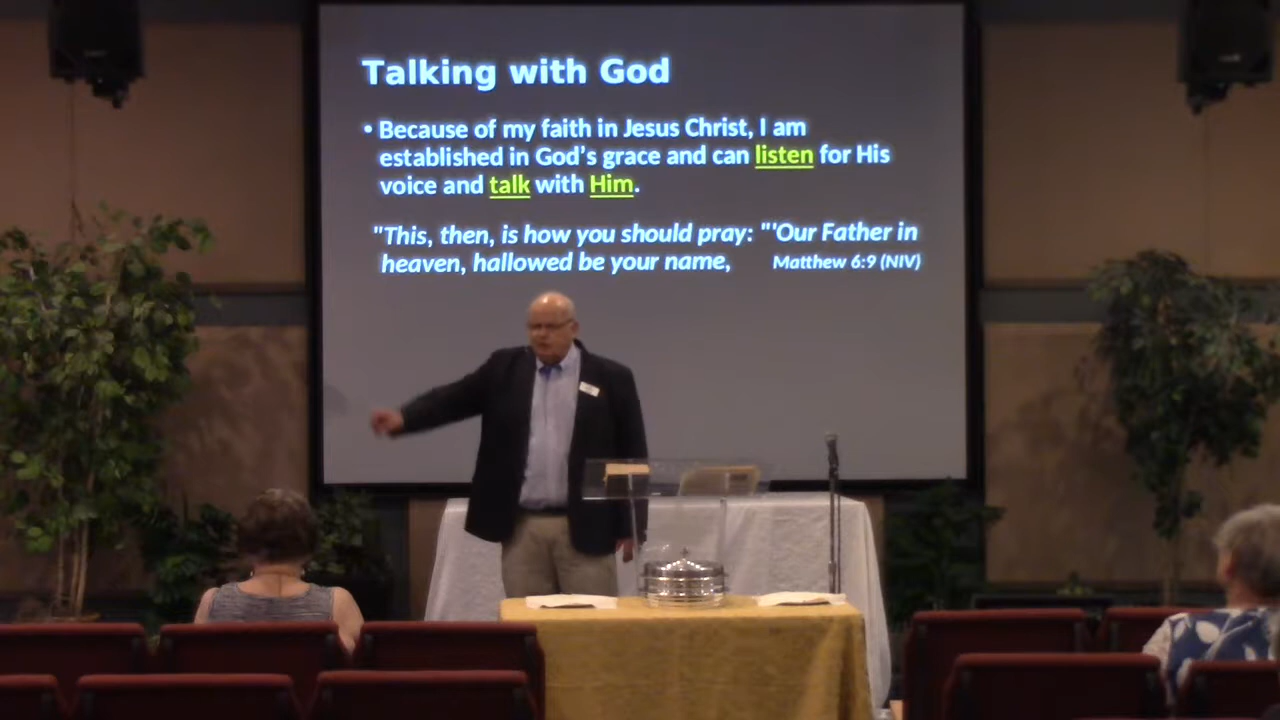 Talking with God
• Because of my faith in Jesus Christ, I am
established in God's grace and can listen for His
voice and talk with Him.
"This, then, is how you should pray: "'Our Father in
heaven, hallowed be your name, Matthew 6:9 (NIV)